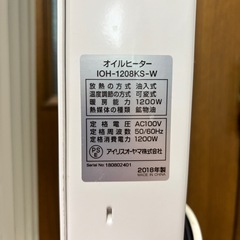 オイルヒーター
IOH-1208KS-W
放熱の方式 油入式
温度調節の方式 可変式
暖房能力 1200W
熱媒体の種類 鉱物油
定格電圧 AC100V
定格周波数 50/60Hz
定格消費電力 1200W
PSE
アイリスオーヤマ株式会社
2018年製
Serial No: 180802401
MADE IN CHINA